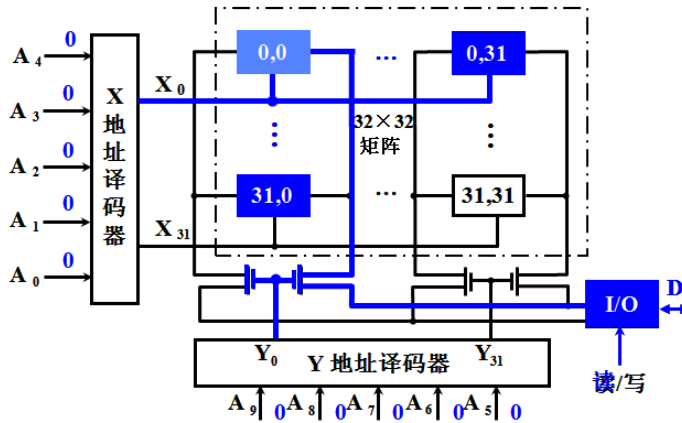 A4 0
A3 0
A2 0
A1 0
A0 0
X地址译码器
X0
X31
0,0 ... 0,31
⋮ ⋮
32×32
矩阵
31,0 ... 31,31
I/O
D
读/写
Y0 Y 地址译码器 Y31
A9 0 A8 0 A7 0 A6 0 A5 0